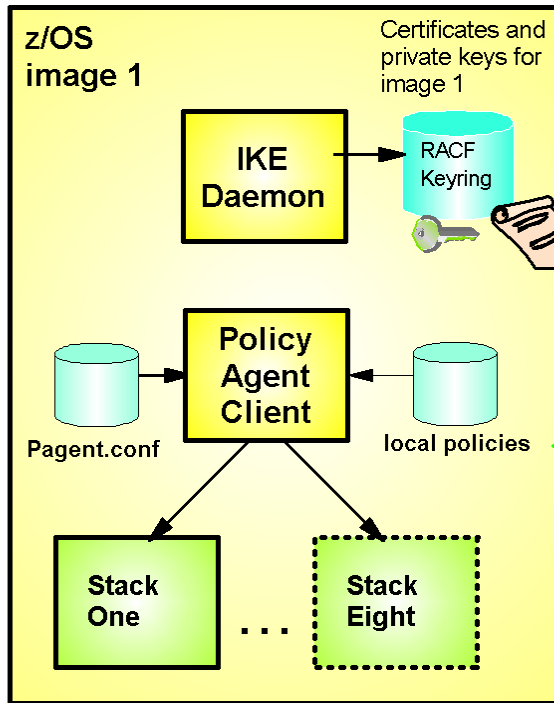 z/OS
image 1
Certificates and
private keys for
image 1
IKE
Daemon
RACF
Keyring
Policy
Agent
Client
Pagent.conf
local policies
Stack
One
...
Stack
Eight